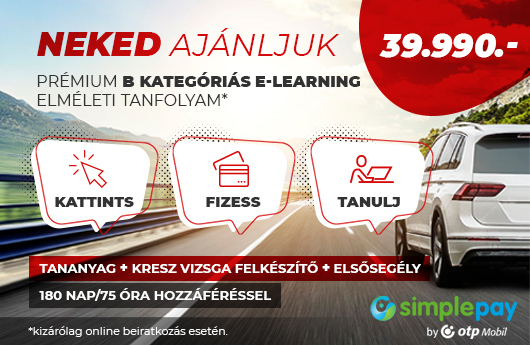 NEKED AJÁNLJUK
39.990.-
PRÉMIUM B KATEGÓRIÁS E-LEARNING
ELMÉLETI TANFOLYAM*
KATTINTS
FIZESS
TANULJ
TANANYAG + KRESZ VIZSGA FELKÉSZÍTŐ + ELSŐSEGÉLY
180 NAP/75 ÓRA HOZZÁFÉRÉSSEL
simplepay
by otp Mobil
*kizárólag online beiratkozás esetén.